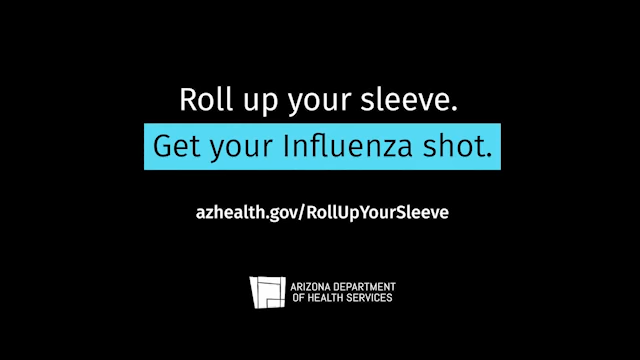 Roll up your sleeve.
Get your Influenza shot.
azhealth.gov/RollUpYourSleeve
ARIZONA DEPARTMENT
OF HEALTH SERVICES